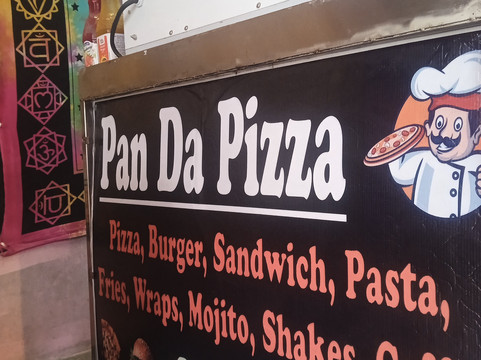 Pan Da Pizza
Pizza, Burger, Sandwich, Pasta,
Fries, Wraps, Mojito, Shakes,